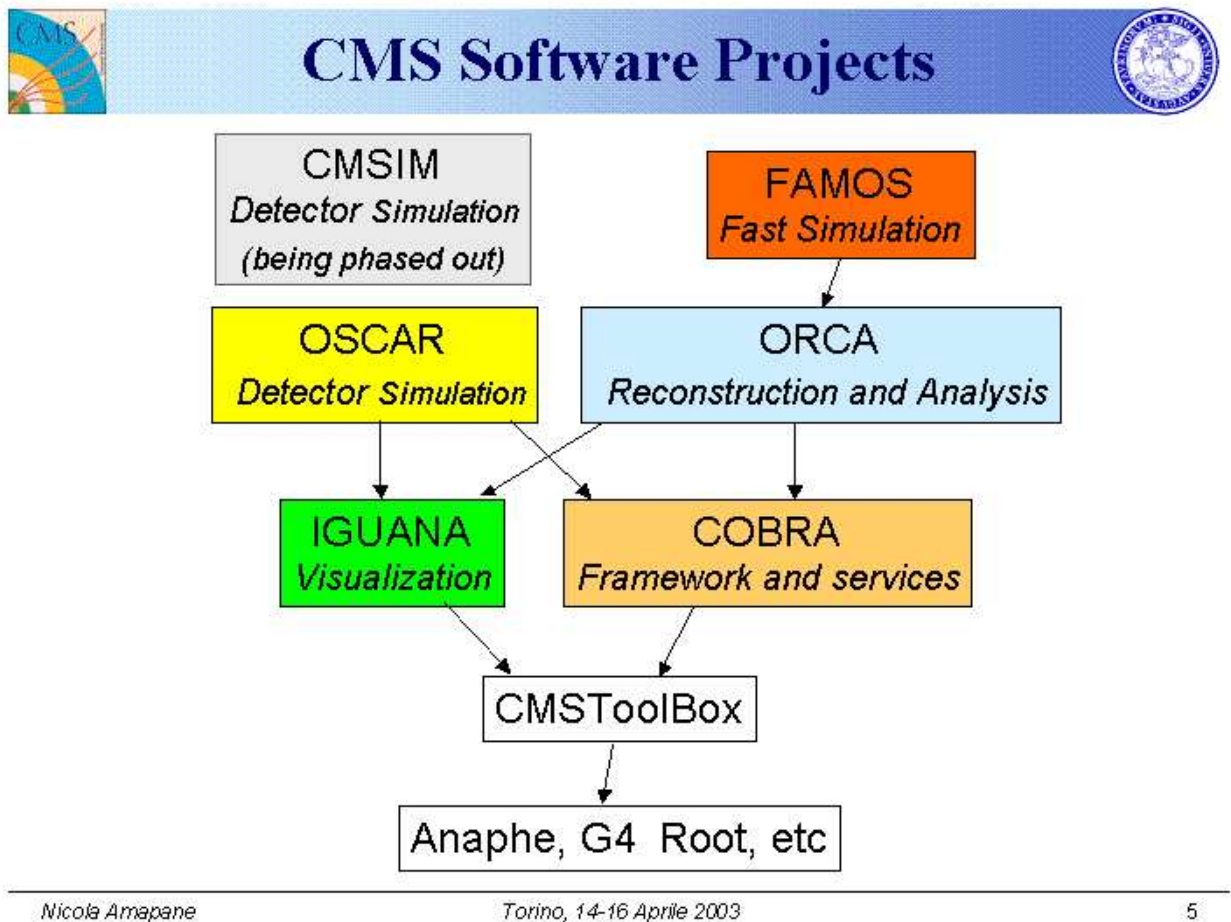 CMS
CMS Software Projects
CMSIM
Detector Simulation
(being phased out)
FAMOS
Fast Simulation
OSCAR
Detector Simulation
ORCA
Reconstruction and Analysis
IGUANA
Visualization
COBRA
Framework and services
CMSToolBox
Anaphe, G4 Root, etc
Nicola Amapane
Torino, 14-16 Aprile 2003
5